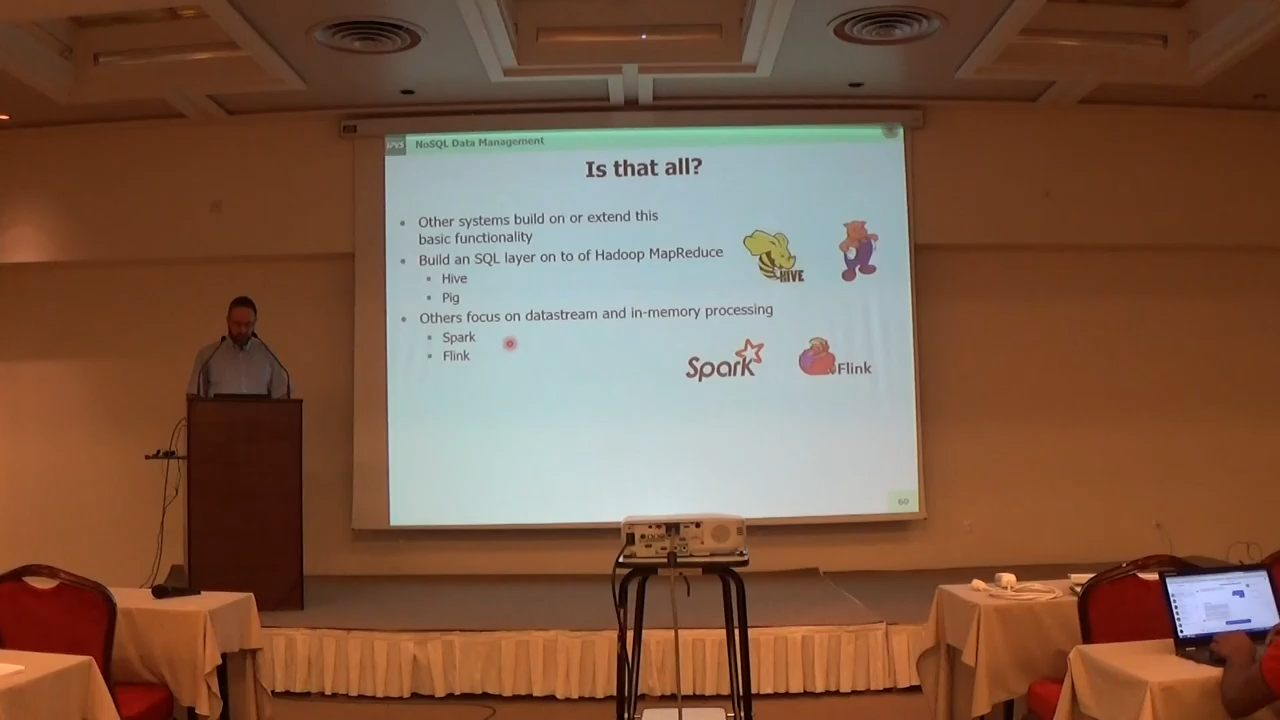 IPVS
NoSQL Data Management
Is that all?
Other systems build on or extend this
basic functionality
Build an SQL layer on to of Hadoop MapReduce
Hive
Pig
Others focus on datastream and in-memory processing
Spark
Flink
HIVE
Spark
Flink
60